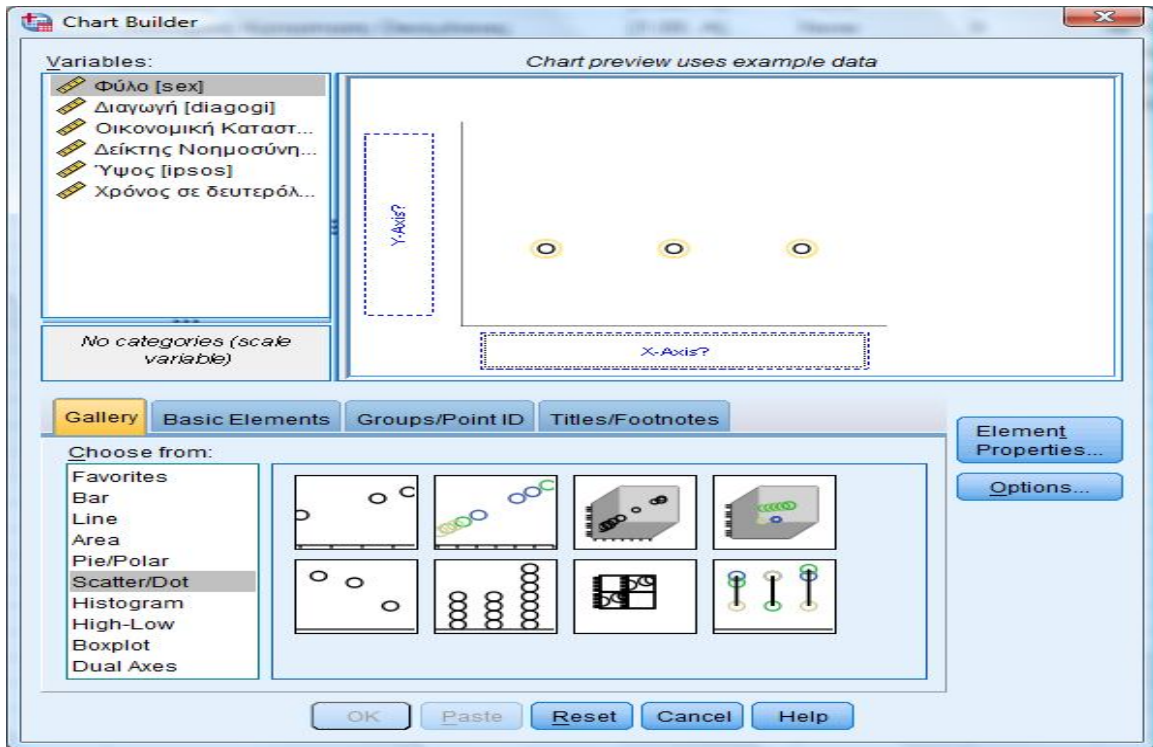 Chart Builder
Variables:
Φύλο [sex]
Διαγωγή [diagogi]
Οικονομική Καταστ...
Δείκτης Νοημοσύνη...
Ύψος [ipsos]
Χρόνος σε δευτερόλ...
No categories (scale
variable)
Chart preview uses example data
Y-Axis?
X-Axis?
Gallery
Basic Elements
Groups/Point ID
Titles/Footnotes
Choose from:
Favorites
Bar
Line
Area
Pie/Polar
Scatter/Dot
Histogram
High-Low
Boxplot
Dual Axes
Element
Properties...
Options...
OK
Paste
Reset
Cancel
Help